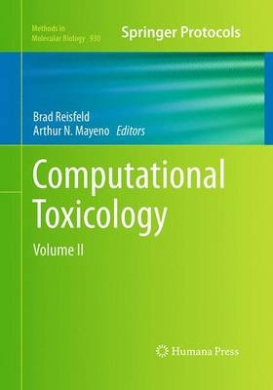 Methods in
Molecular Biology 930
Springer Protocols
Brad Reisfeld
Arthur N. Mayeno Editors
Computational
Toxicology
Volume II
Humana Press